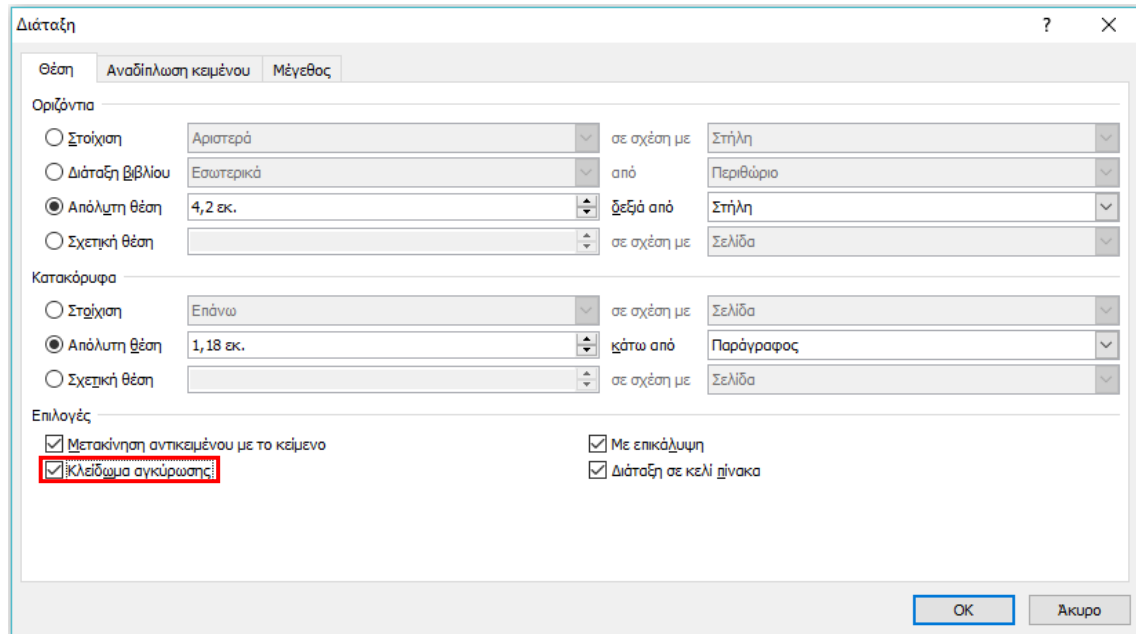 Διάταξη ?
Θέση Αναδίπλωση κειμένου Μέγεθος
Οριζόντια
Στοίχιση Αριστερά σε σχέση με Στήλη
Διάταξη βιβλίου Εσωτερικά από Περιθώριο
Απόλυτη θέση 4,2 εκ. δεξιά από Στήλη
Σχετική θέση σε σχέση με Σελίδα
Κατακόρυφα
Στοίχιση Επάνω σε σχέση με Σελίδα
Απόλυτη θέση 1,18 εκ. κάτω από Παράγραφος
Σχετική θέση σε σχέση με Σελίδα
Επιλογές
Μετακίνηση αντικειμένου με το κείμενο Με επικάλυψη
Κλείδωμα αγκύρωσης Διάταξη σε κελί πίνακα
OK Άκυρο